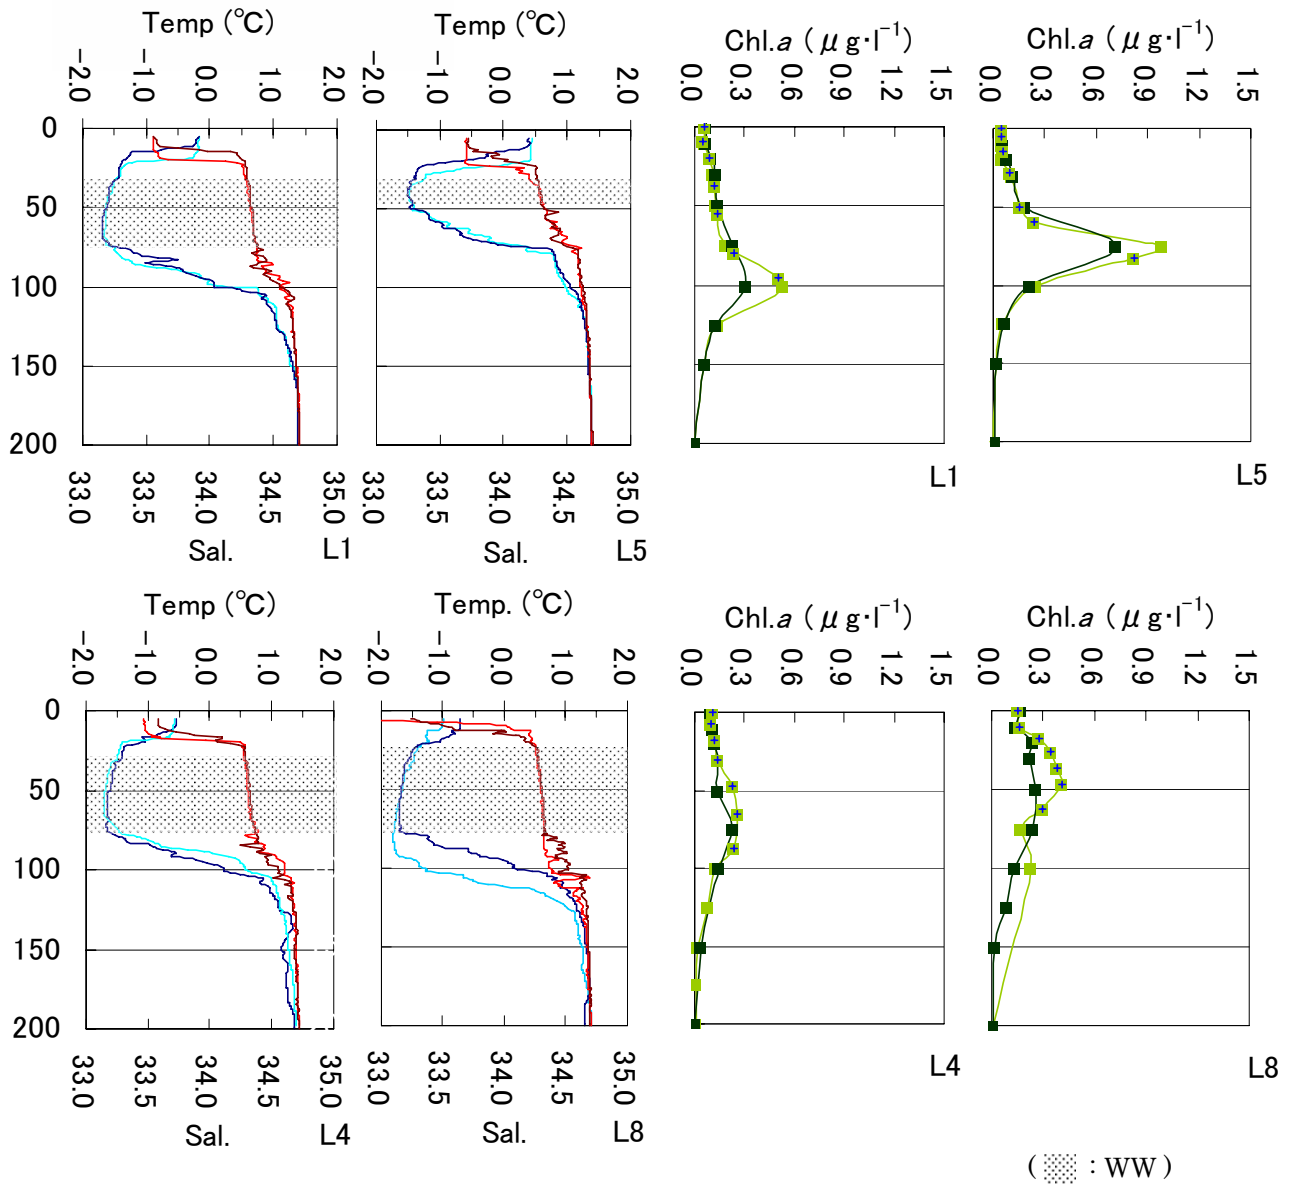 Temp (℃)
-2.0 -1.0 0.0 1.0 2.0
Temp (℃)
-2.0 -1.0 0.0 1.0 2.0
Chl.a ( μ g·l⁻¹)
0.0 0.3 0.6 0.9 1.2 1.5
Chl.a ( μ g·l⁻¹)
0.0 0.3 0.6 0.9 1.2 1.5
0
50
100
150
200
33.0 33.5 34.0 34.5 35.0
Sal. L1
33.0 33.5 34.0 34.5 35.0
Sal. L5
L1
L5
Temp (℃)
-2.0 -1.0 0.0 1.0 2.0
Temp. (℃)
-2.0 -1.0 0.0 1.0 2.0
Chl.a ( μ g·l⁻¹)
0.0 0.3 0.6 0.9 1.2 1.5
Chl.a ( μ g·l⁻¹)
0.0 0.3 0.6 0.9 1.2 1.5
0
50
100
150
200
33.0 33.5 34.0 34.5 35.0
Sal. L4
33.0 33.5 34.0 34.5 35.0
Sal. L8
L4
L8
( : WW )